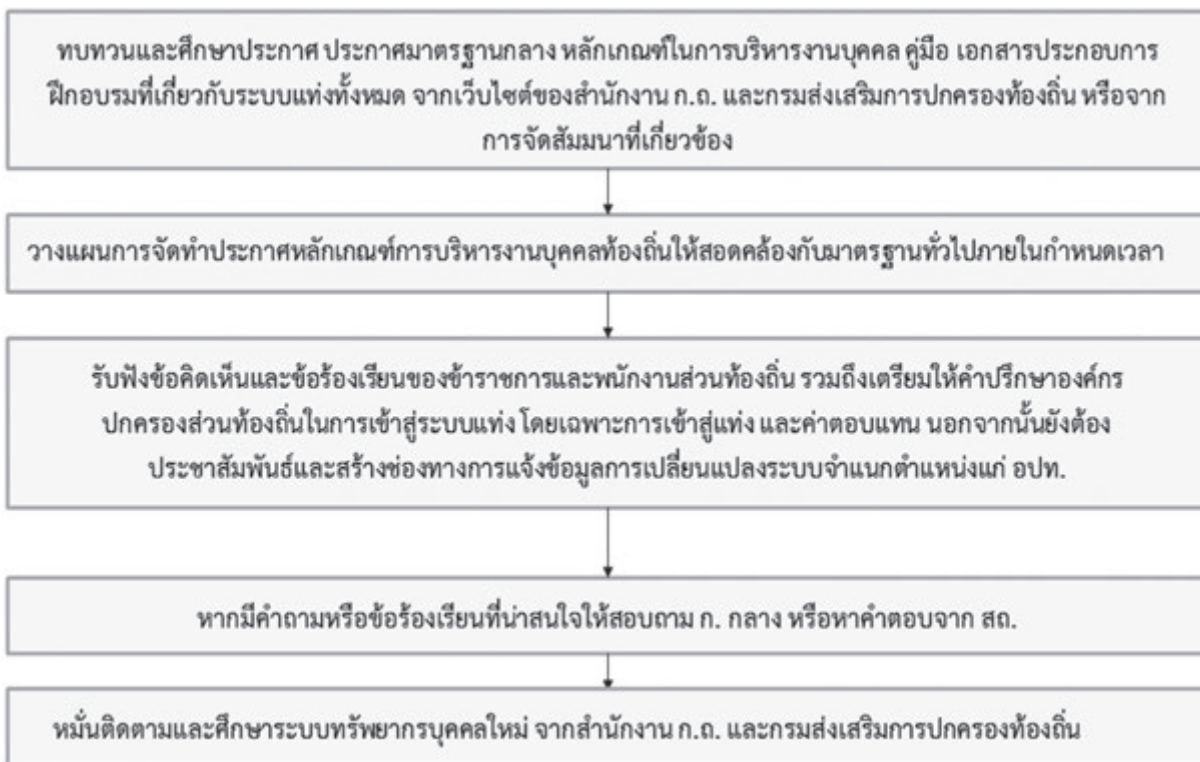 ทบทวนและศึกษาประกาศ ประกาศมาตรฐานกลาง หลักเกณฑ์ในการบริหารงานบุคคล คู่มือ เอกสารประกอบการ
ฝึกอบรมที่เกี่ยวกับระบบแท่งทั้งหมด จากเว็บไซต์ของสำนักงาน ก.ถ. และกรมส่งเสริมการปกครองท้องถิ่น หรือจาก
การจัดสัมมนาที่เกี่ยวข้อง
วางแผนการจัดทำประกาศหลักเกณฑ์การบริหารงานบุคคลท้องถิ่นให้สอดคล้องกับมาตรฐานทั่วไปภายในกำหนดเวลา
รับฟังข้อคิดเห็นและข้อร้องเรียนของข้าราชการและพนักงานส่วนท้องถิ่น รวมถึงเตรียมให้คำปรึกษาองค์กร
ปกครองส่วนท้องถิ่นในการเข้าสู่ระบบแท่ง โดยเฉพาะการเข้าสู่แท่ง และค่าตอบแทน นอกจากนั้นยังต้อง
ประชาสัมพันธ์และสร้างช่องทางการแจ้งข้อมูลการเปลี่ยนแปลงระบบจำแนกตำแหน่งแก่ อปท.
หากมีคำถามหรือข้อร้องเรียนที่น่าสนใจให้สอบถาม ก. กลาง หรือหาคำตอบจาก สถ.
หมั่นติดตามและศึกษาระบบทรัพยากรบุคคลใหม่ จากสำนักงาน ก.ถ. และกรมส่งเสริมการปกครองท้องถิ่น